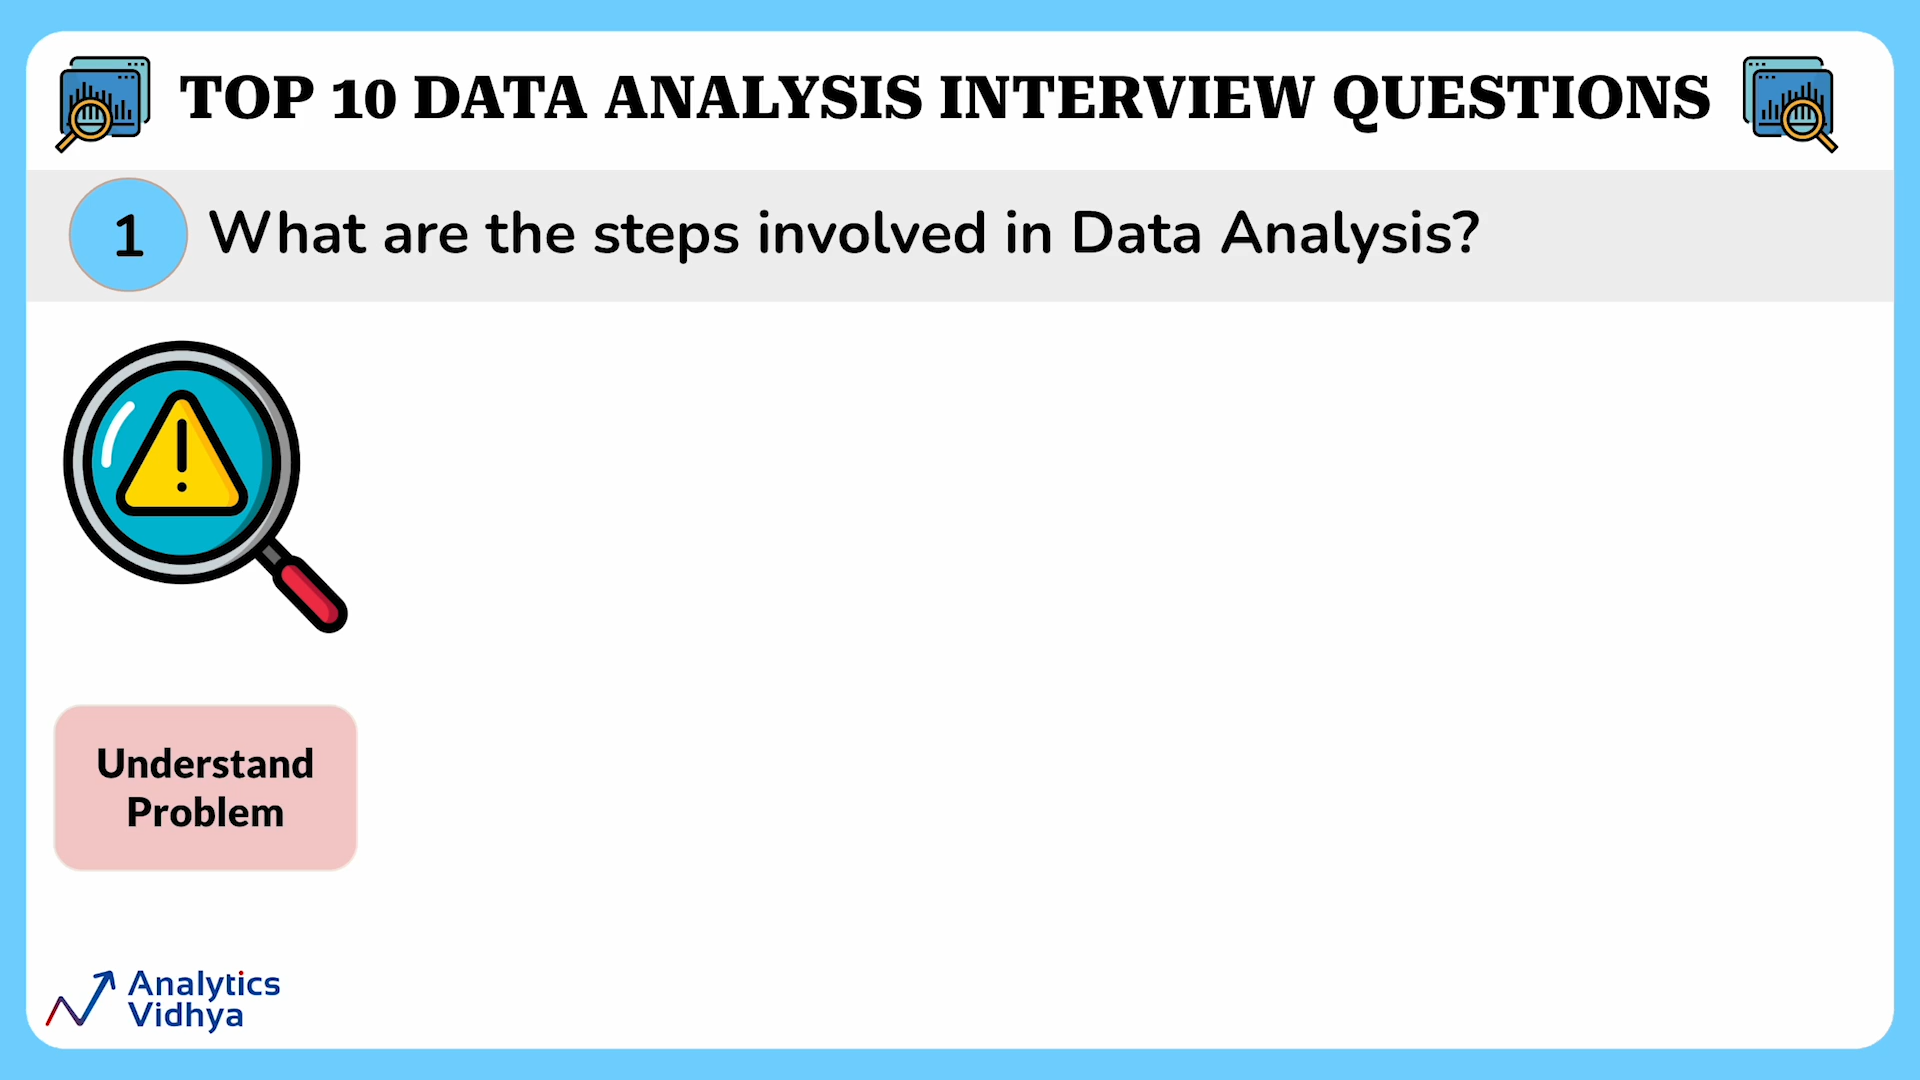 TOP 10 DATA ANALYSIS INTERVIEW QUESTIONS
1 What are the steps involved in Data Analysis?
Understand
Problem
Analytics
Vidhya